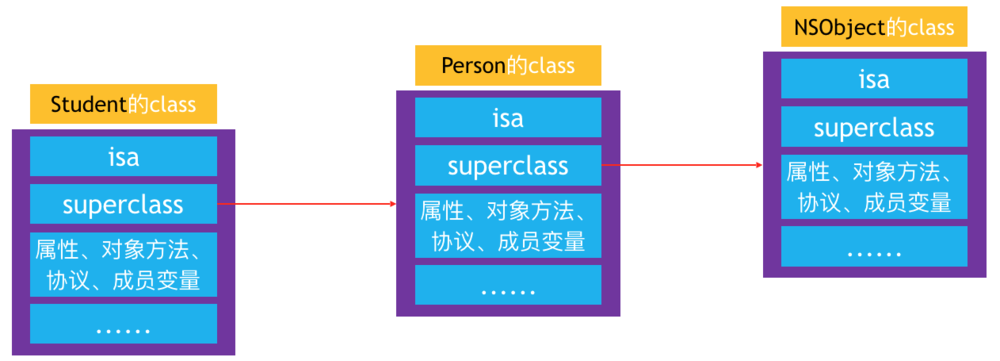 Student的class
isa
superclass
属性、对象方法、
协议、成员变量
......
Person的class
isa
superclass
属性、对象方法、
协议、成员变量
......
NSObject的class
isa
superclass
属性、对象方法、
协议、成员变量
......